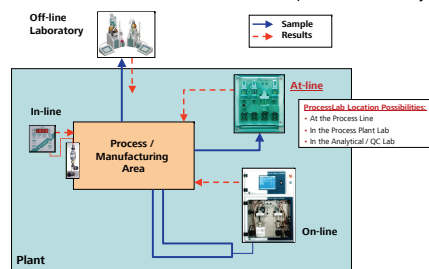 Off-line
Laboratory
Sample
Results
In-line
At-line
ProcessLab Location Possibilities:
• At the Process Line
• In the Process Plant Lab
• In the Analytical / QC Lab
Process /
Manufacturing
Area
On-line
Plant